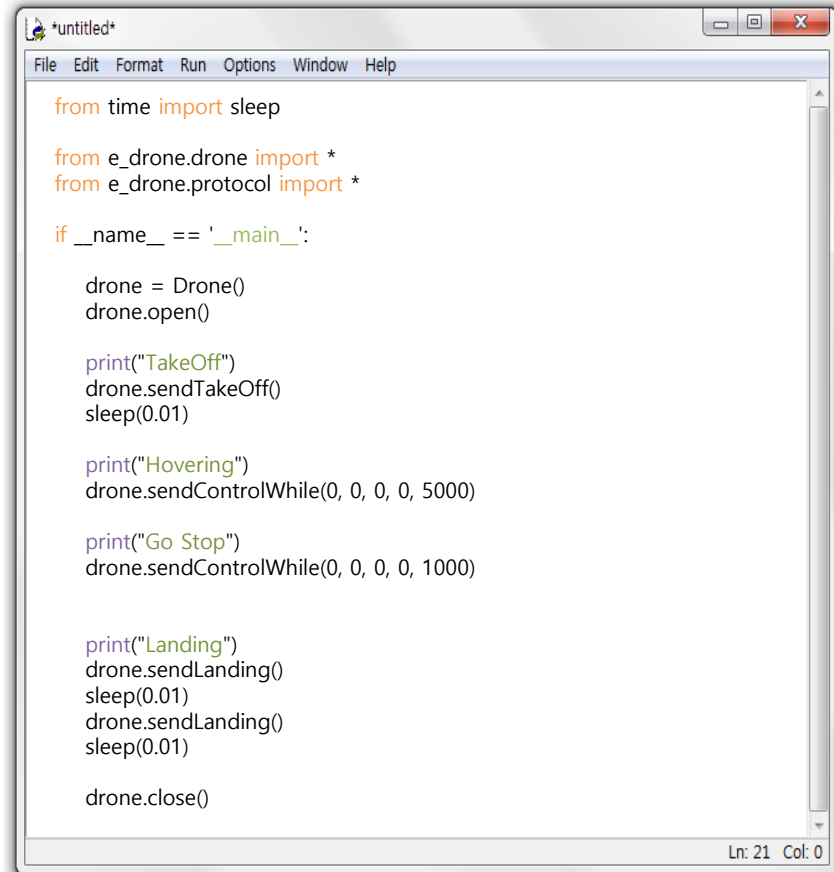 *untitled*
File Edit Format Run Options Window Help
from time import sleep
from e_drone.drone import *
from e_drone.protocol import *
if __name__ == '__main__':
drone = Drone()
drone.open()
print("TakeOff")
drone.sendTakeOff()
sleep(0.01)
print("Hovering")
drone.sendControlWhile(0, 0, 0, 0, 5000)
print("Go Stop")
drone.sendControlWhile(0, 0, 0, 0, 1000)
print("Landing")
drone.sendLanding()
sleep(0.01)
drone.sendLanding()
sleep(0.01)
drone.close()
Ln: 21 Col: 0